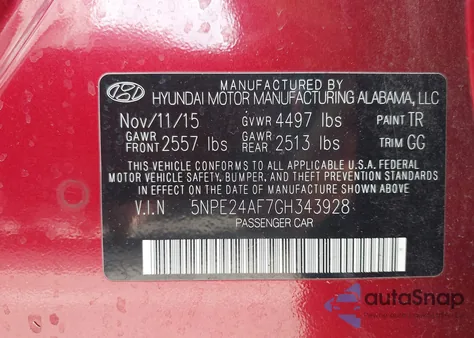 MANUFACTURED BY
HYUNDAI MOTOR MANUFACTURING ALABAMA, LLC
Nov/11/15 GVWR 4497 lbs PAINT TR
GAWR FRONT 2557 lbs GAWR REAR 2513 lbs TRIM GG
THIS VEHICLE CONFORMS TO ALL APPLICABLE U.S.A. FEDERAL
MOTOR VEHICLE SAFETY, BUMPER, AND THEFT PREVENTION STANDARDS
IN EFFECT ON THE DATE OF MANUFACTURE SHOWN ABOVE.
V.I.N 5NPE24AF7GH343928
PASSENGER CAR
autoSnap